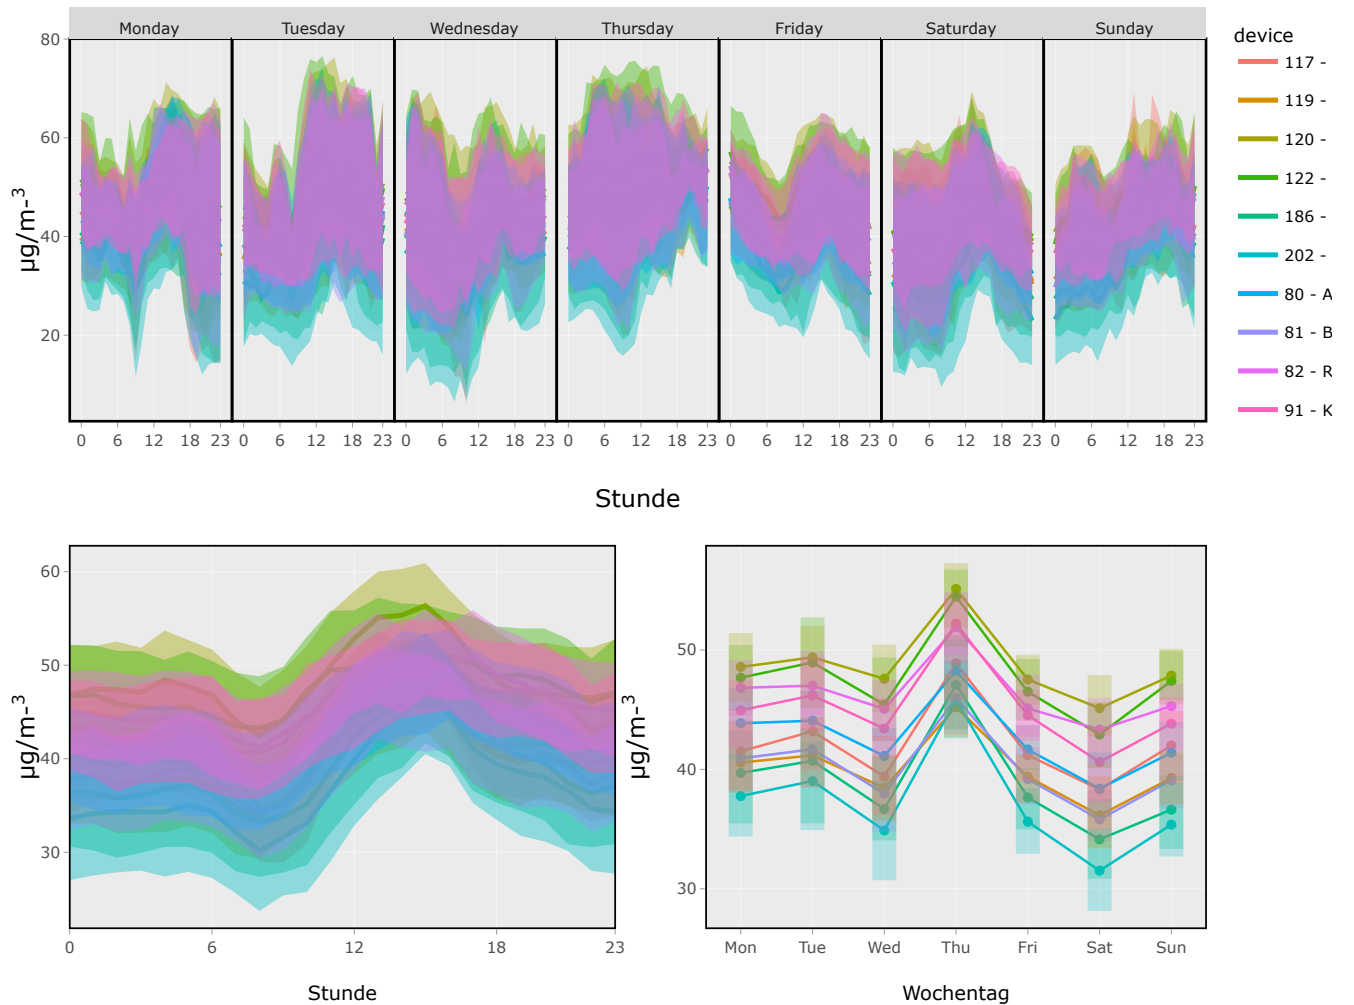 Monday Tuesday Wednesday Thursday Friday Saturday Sunday
80
60
40
20
µg/m-³
0 6 12 18 23 0 6 12 18 23 0 6 12 18 23 0 6 12 18 23 0 6 12 18 23 0 6 12 18 23 0 6 12 18 23
Stunde
device
117 -
119 -
120 -
122 -
186 -
202 -
80 - A
81 - B
82 - R
91 - K
60
50
40
30
µg/m-³
0 6 12 18 23
Stunde
50
40
30
µg/m-³
Mon Tue Wed Thu Fri Sat Sun
Wochentag